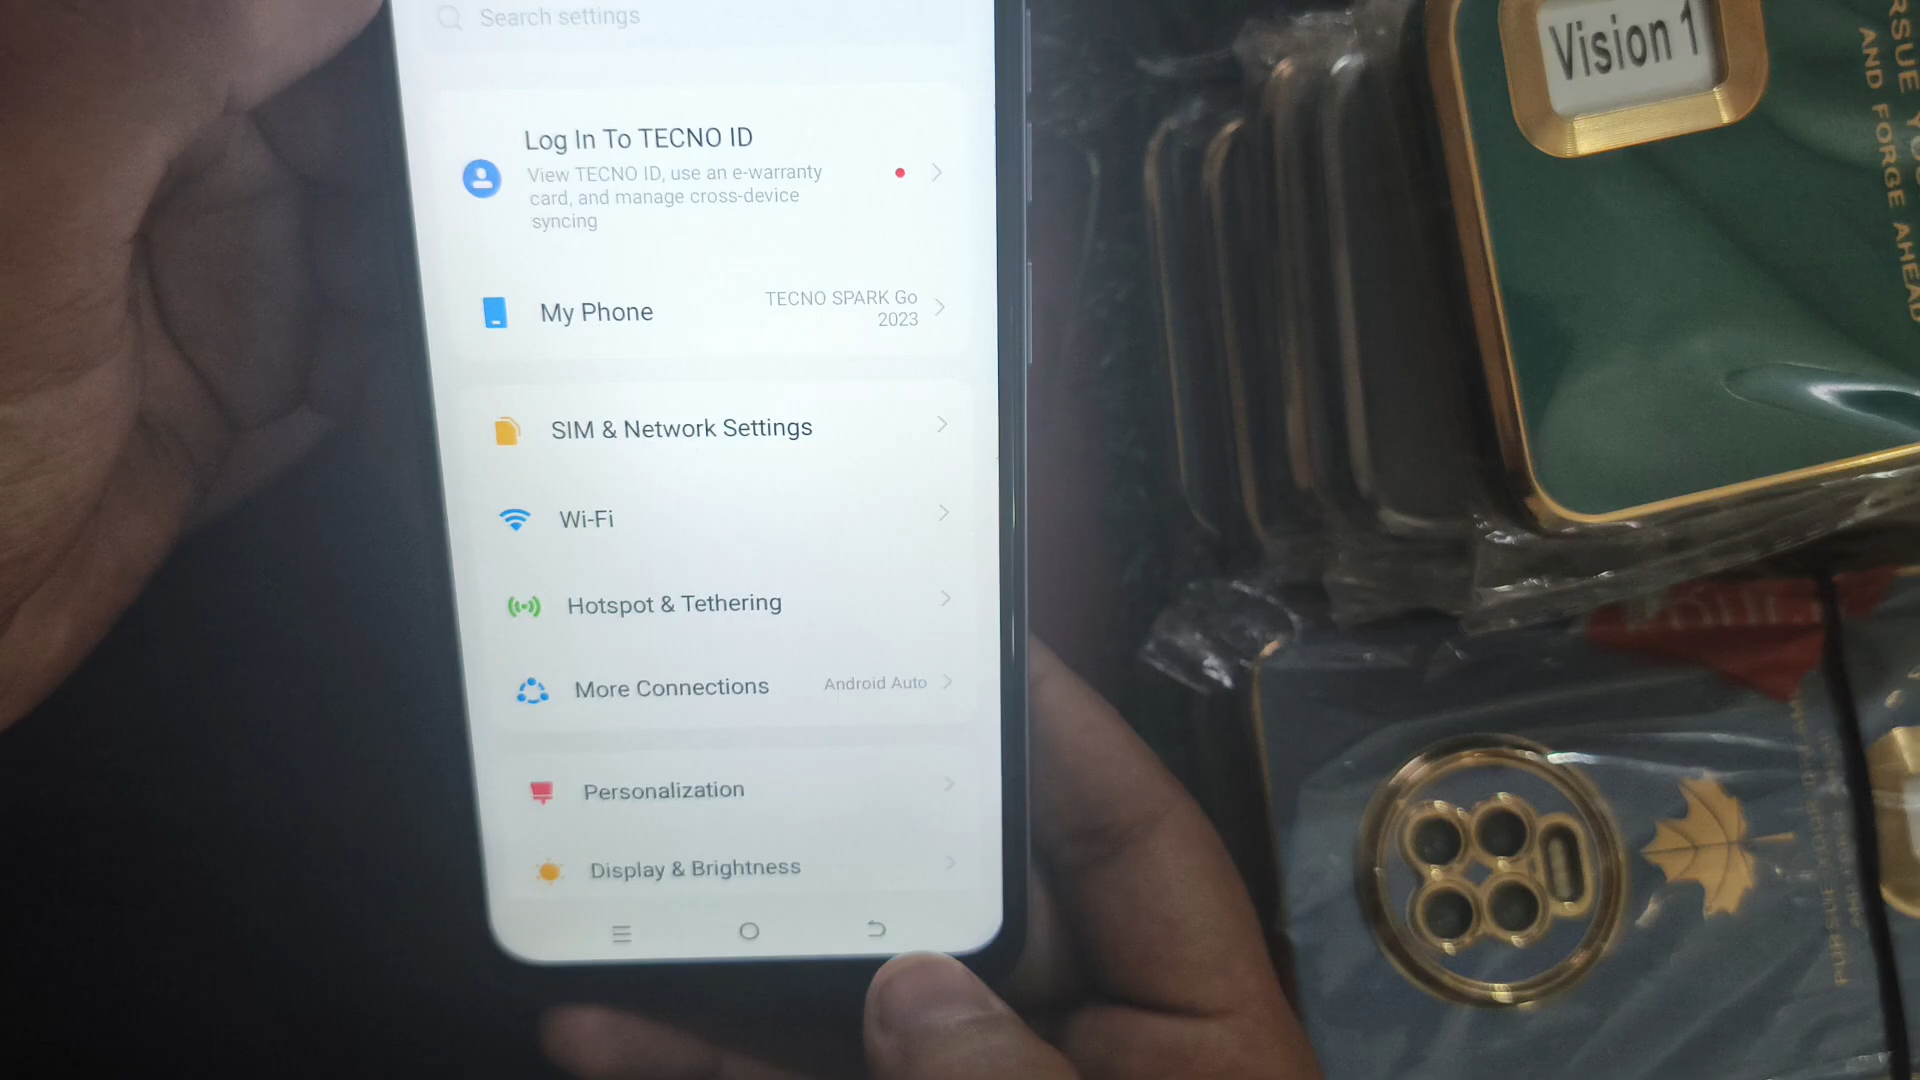 Search settings
Log In To TECNO ID
View TECNO ID, use an e-warranty
card, and manage cross-device
syncing
My Phone
TECNO SPARK Go
2023
SIM & Network Settings
Wi-Fi
Hotspot & Tethering
More Connections
Android Auto
Personalization
Display & Brightness
Vision 1
AND FORGE AHEAD